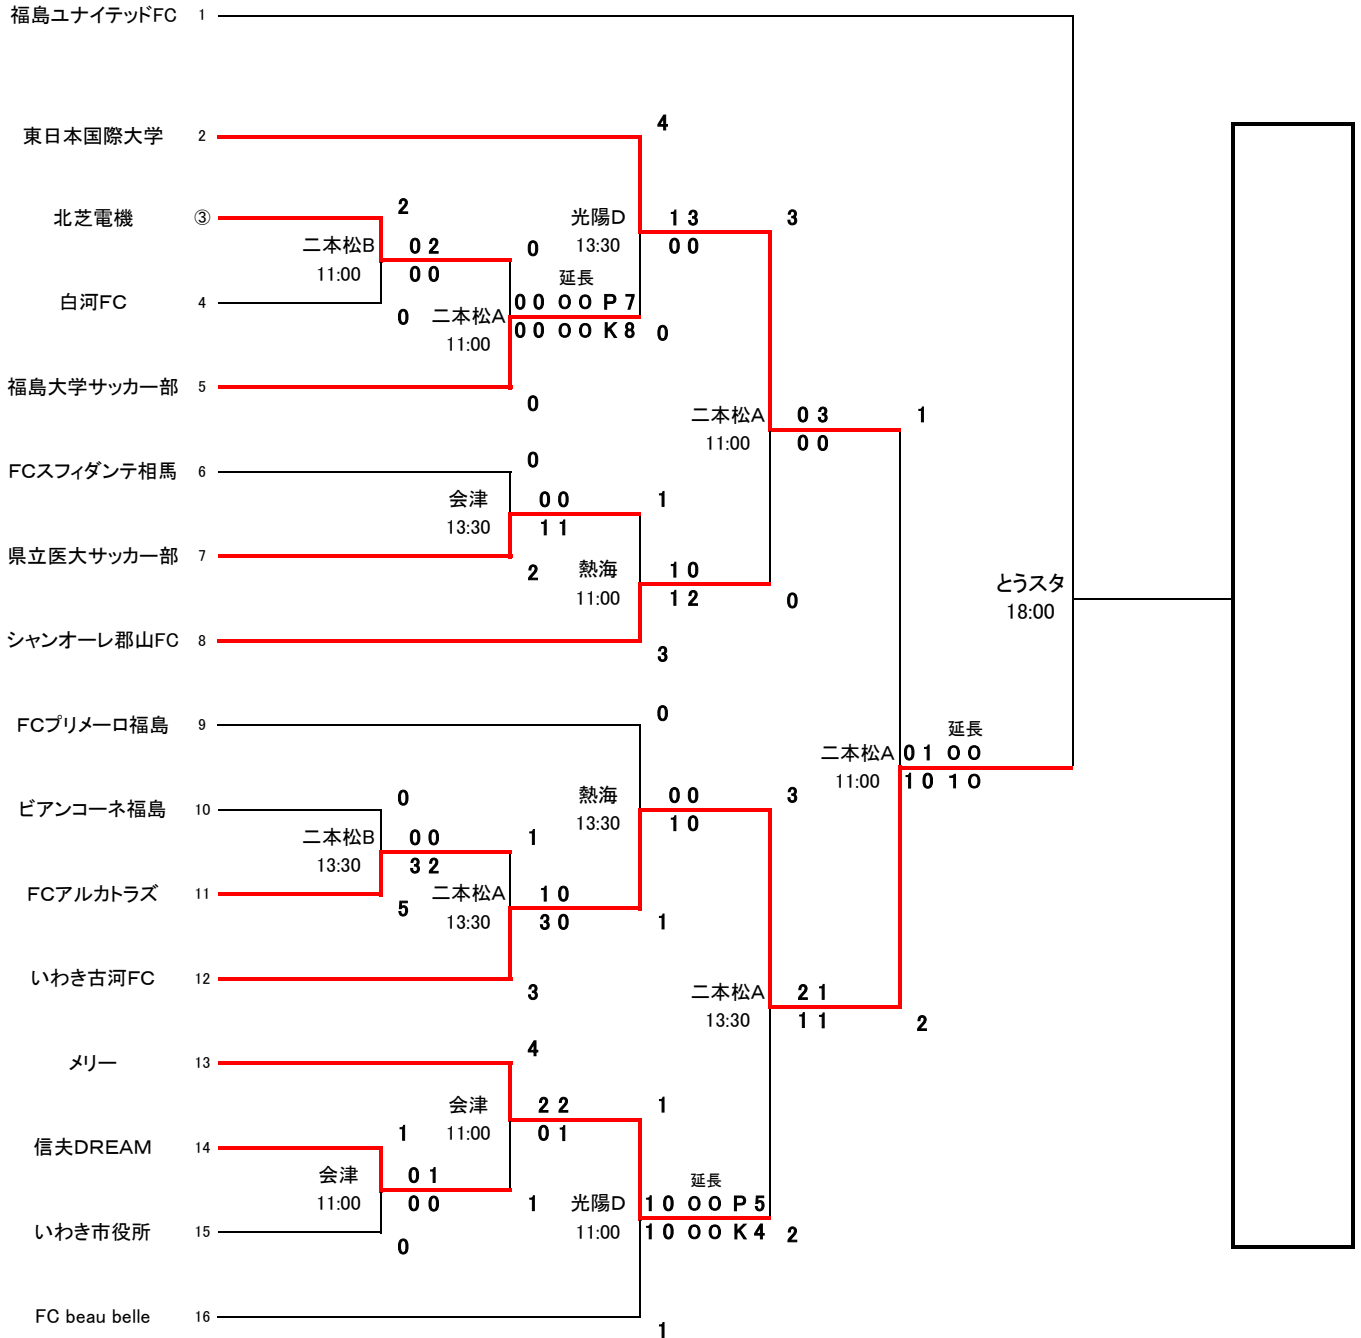 福島ユナイテッドFC 1
4
東日本国際大学 2
2
北芝電機 ③
光陽D 1 3 3
二本松B 0 2 0 13:30 0 0
11:00 0 0 延長
白河FC 4
0 二本松A 0 0 0 0 P 7
11:00 0 0 0 0 K 8 0
福島大学サッカー部 5
0
二本松A 0 3 1
11:00 0 0
0
FCスフィダンテ相馬 6
会津 0 0 1
13:30 1 1
県立医大サッカー部 7
2 熱海 1 0
11:00 1 2 0
とうスタ
18:00
シャンオーレ郡山FC 8
3
0
FCプリメーロ福島 9
延長
二本松A 0 1 0 0
11:00 1 0 1 0
0 熱海 0 0 3
13:30 1 0
ビアンコーネ福島 10
二本松B 0 0 1
13:30 3 2
FCアルカトラズ 11
5 二本松A 1 0
13:30 3 0 1
いわき古河FC 12
3
二本松A 2 1
13:30 1 1 2
4
メリー 13
会津 2 2 1
11:00 0 1
1
信夫DREAM 14
会津 0 1
11:00 0 0 1
延長
光陽D 1 0 0 0 P 5
11:00 1 0 0 0 K 4 2
いわき市役所 15
0
FC beau belle 16
1